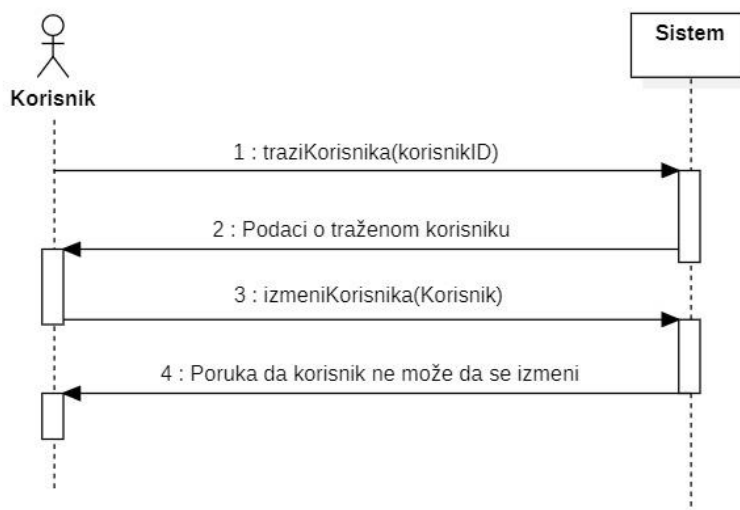 Sistem
Korisnik
1 : traziKorisnika(korisnikID)
2 : Podaci o traženom korisniku
3 : izmeniKorisnika(Korisnik)
4 : Poruka da korisnik ne može da se izmeni